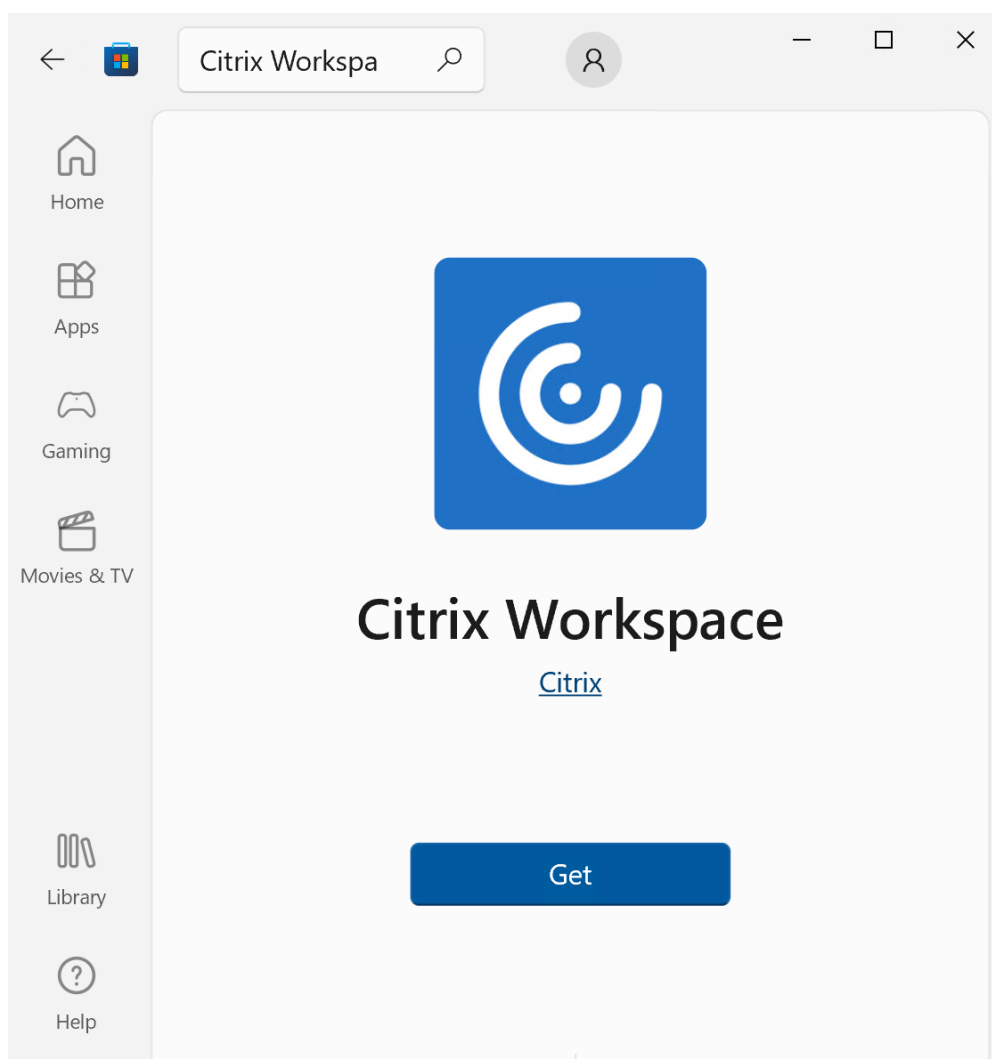 Citrix Workspa
Home
Apps
Gaming
Movies & TV
Citrix Workspace
Citrix
Get
Library
Help